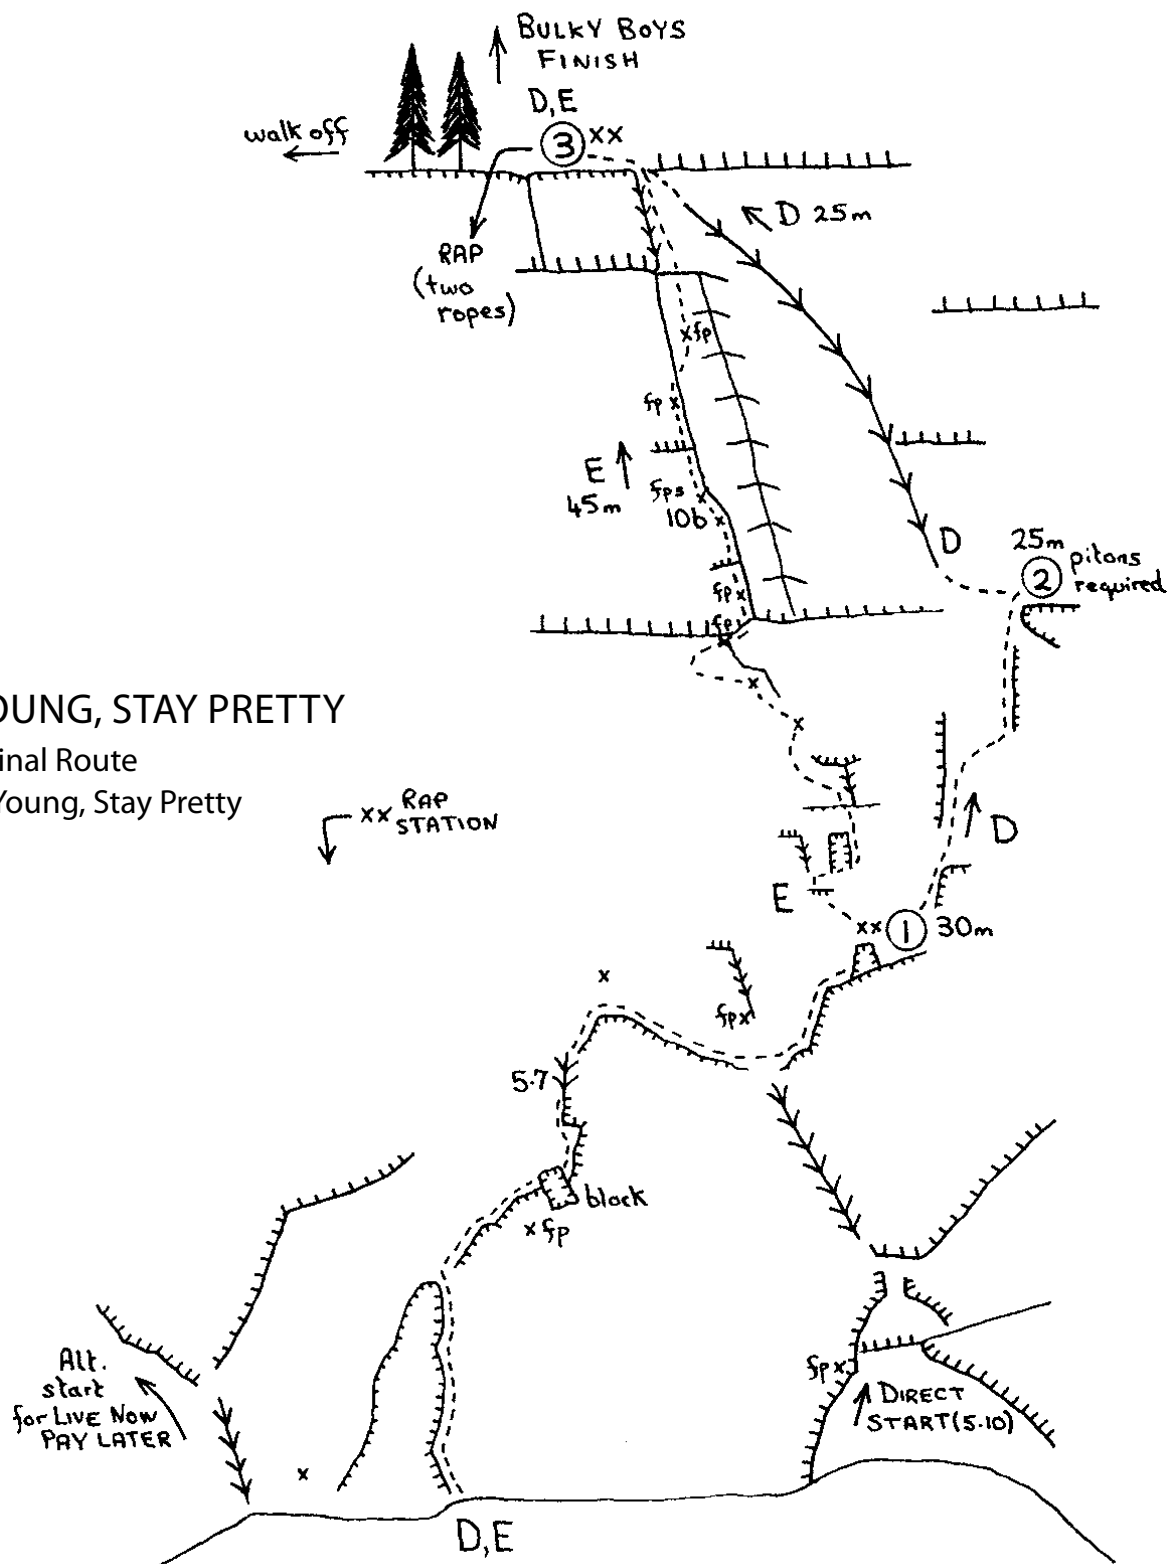 BULKY BOYS
FINISH
D, E
walk off
3 xx
D 25m
RAP
(two
ropes)
xfp
fp x
E
45m
fps
10b
fp x
fp
D
25m
2
pitons
required
OUNG, STAY PRETTY
inal Route
Young, Stay Pretty
xx RAP
STATION
x
x
D
E
xx 1 30m
x
fpx
5.7
block
x fp
Alt.
start
for LIVE NOW
PAY LATER
fp x
DIRECT
START (5.10)
x
D, E